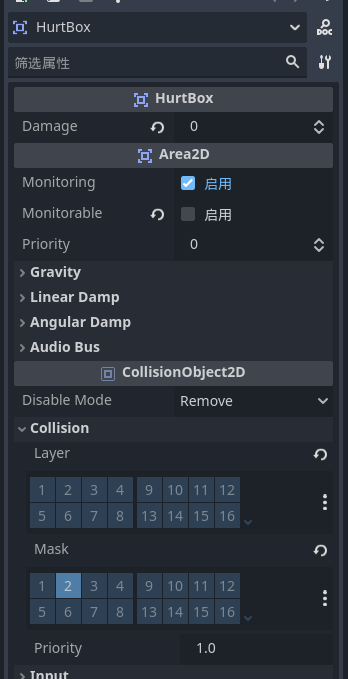 HurtBox
DOC
筛选属性
HurtBox
Damage 0
Area2D
Monitoring 启用
Monitorable 启用
Priority 0
Gravity
Linear Damp
Angular Damp
Audio Bus
CollisionObject2D
Disable Mode Remove
Collision
Layer
1 2 3 4 9 10 11 12
5 6 7 8 13 14 15 16
Mask
1 2 3 4 9 10 11 12
5 6 7 8 13 14 15 16
Priority 1.0
Input